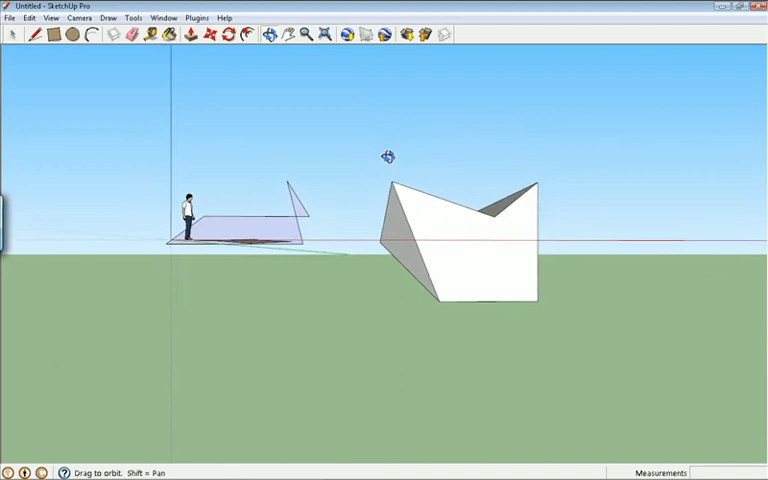 Untitled - SketchUp Pro
File Edit View Camera Draw Tools Window Plugins Help
Drag to orbit. Shift = Pan
Measurements